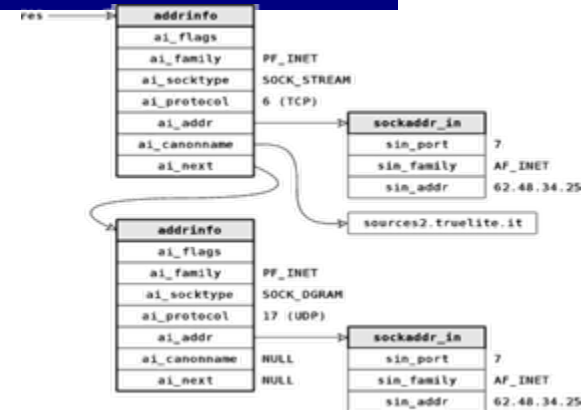 res addrinfo
ai_flags
ai_family PF_INET
ai_socktype SOCK_STREAM
ai_protocol 6 (TCP)
ai_addr sockaddr_in
ai_canonname sin_port 7
ai_next sin_family AF_INET
sin_addr 62.48.34.25
addrinfo sources2.truelite.it
ai_flags
ai_family PF_INET
ai_socktype SOCK_DGRAM
ai_protocol 17 (UDP)
ai_addr sockaddr_in
ai_canonname NULL sin_port 7
ai_next NULL sin_family AF_INET
sin_addr 62.48.34.25